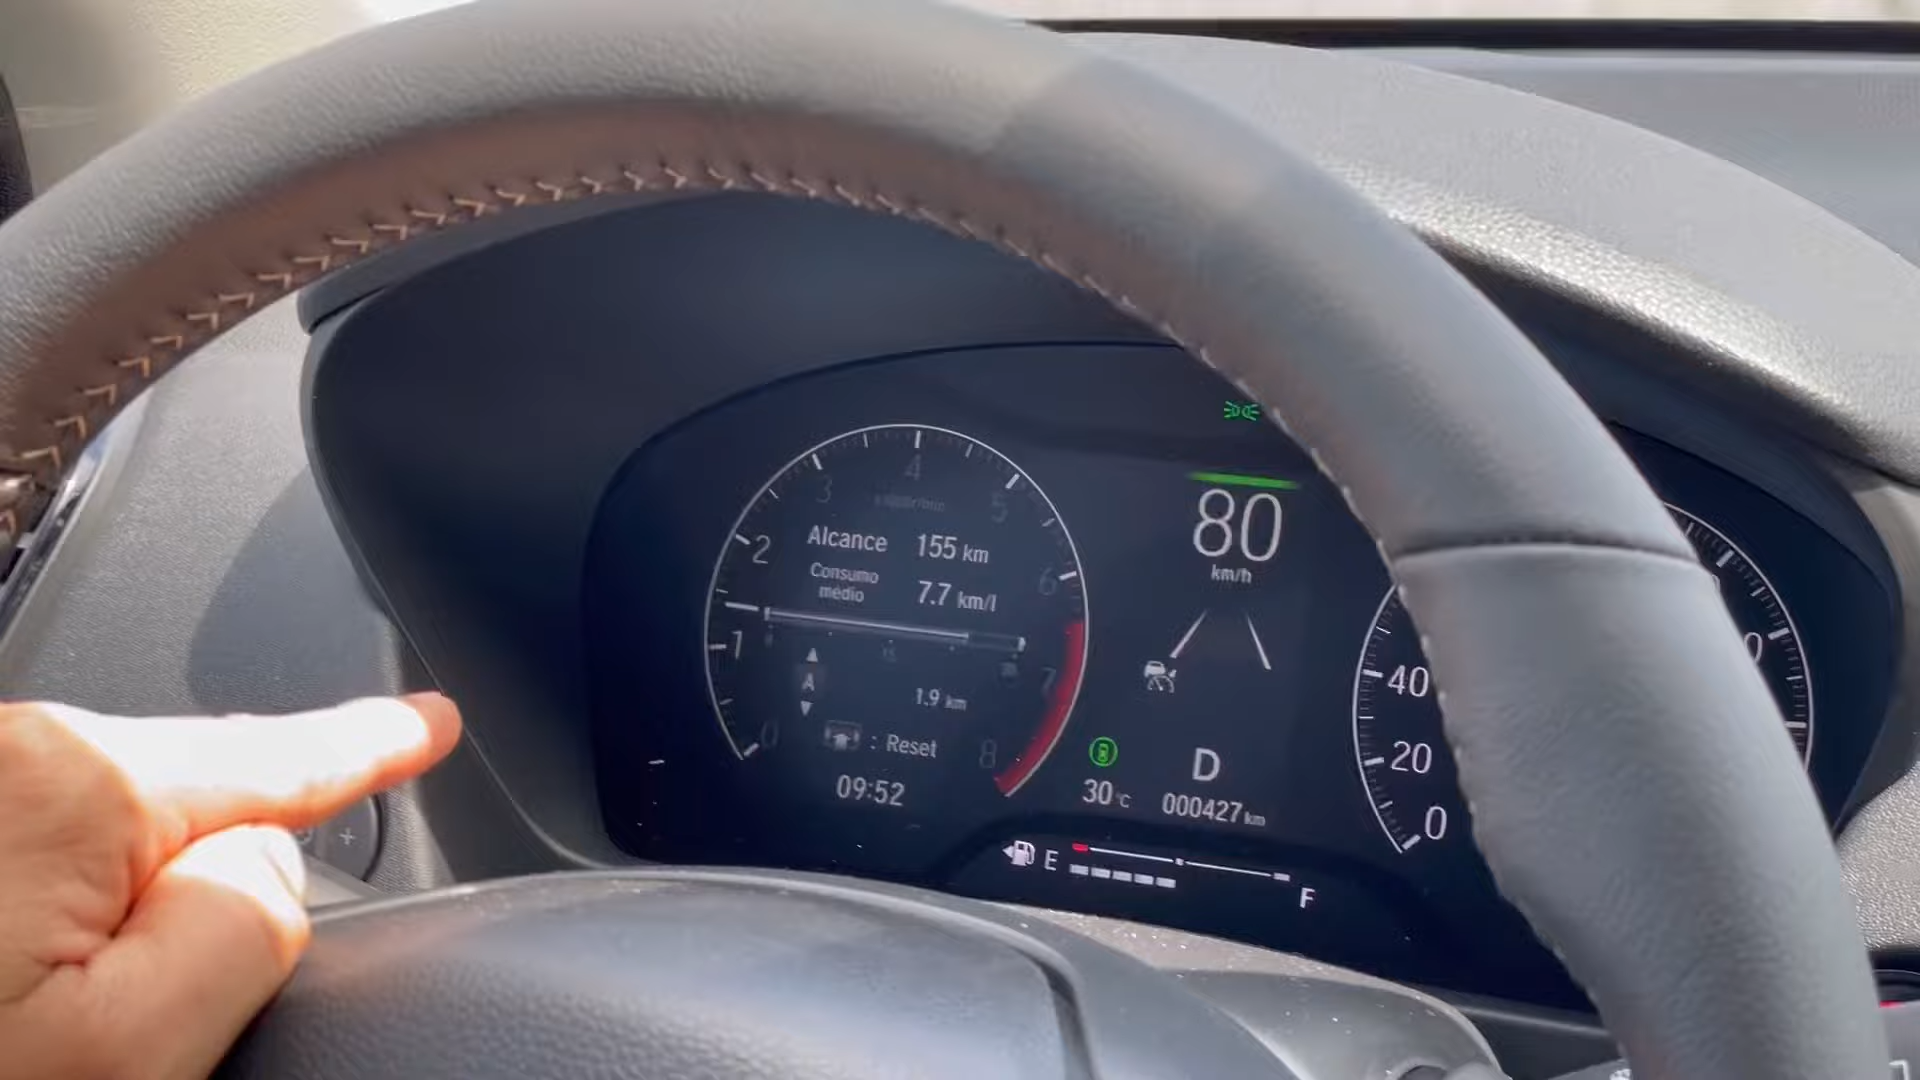 4
3
5
Alcance 155 km
2
Consumo
médio 7.7 km/l
6
1
A
1.9 km
7
0
: Reset
8
09:52
80
km/h
D
30 °C
000427 km
E
F
40
20
0
0
+